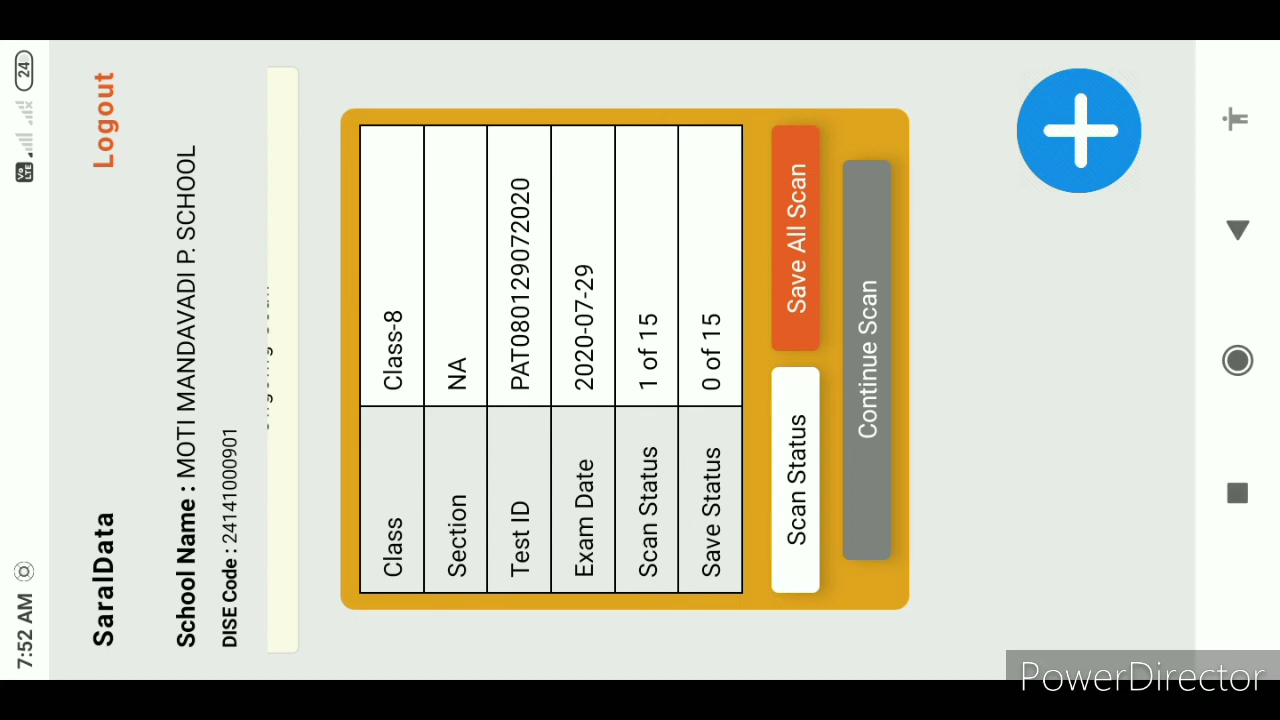 7:52 AM Vo LTE 24
SaralData Logout
School Name : MOTI MANDAVADI P. SCHOOL
DISE Code : 24141000901
Class Class-8
Section NA
Test ID PAT080129072020
Exam Date 2020-07-29
Scan Status 1 of 15
Save Status 0 of 15
Scan Status Save All Scan
Continue Scan
PowerDirector